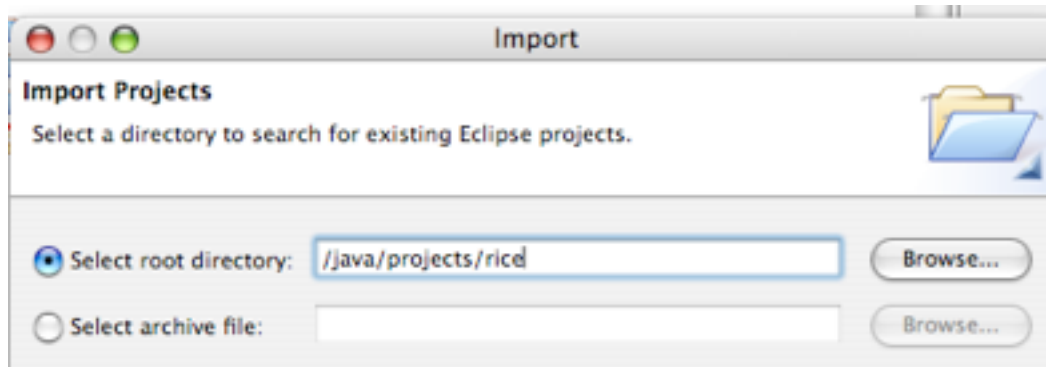 Import
Import Projects
Select a directory to search for existing Eclipse projects.
Select root directory: /java/projects/rice Browse...
Select archive file: Browse...